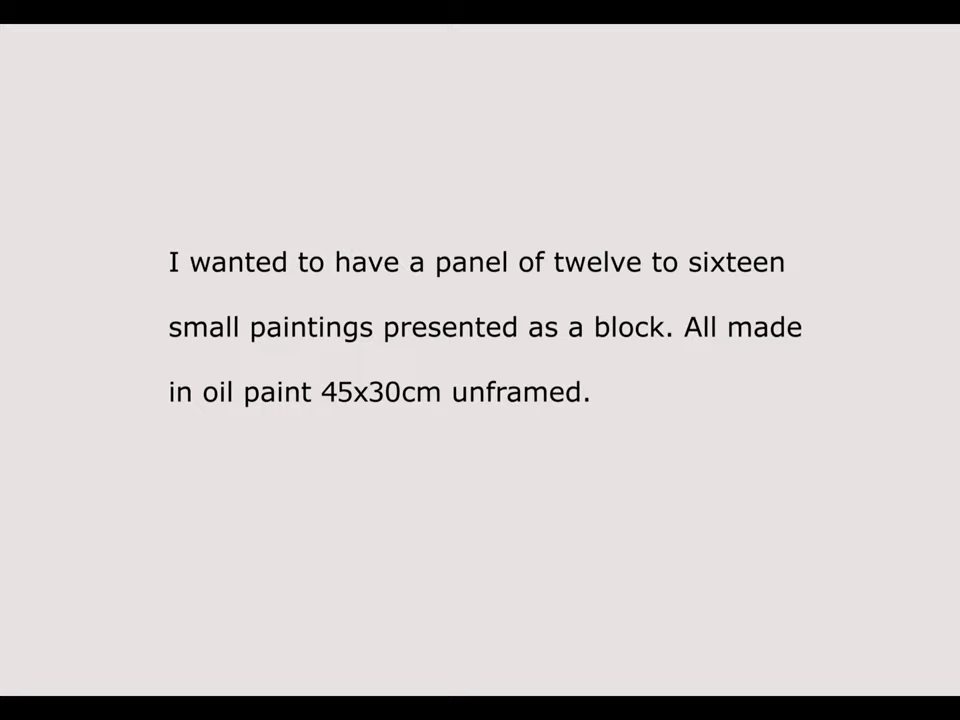 I wanted to have a panel of twelve to sixteen
small paintings presented as a block. All made
in oil paint 45x30cm unframed.